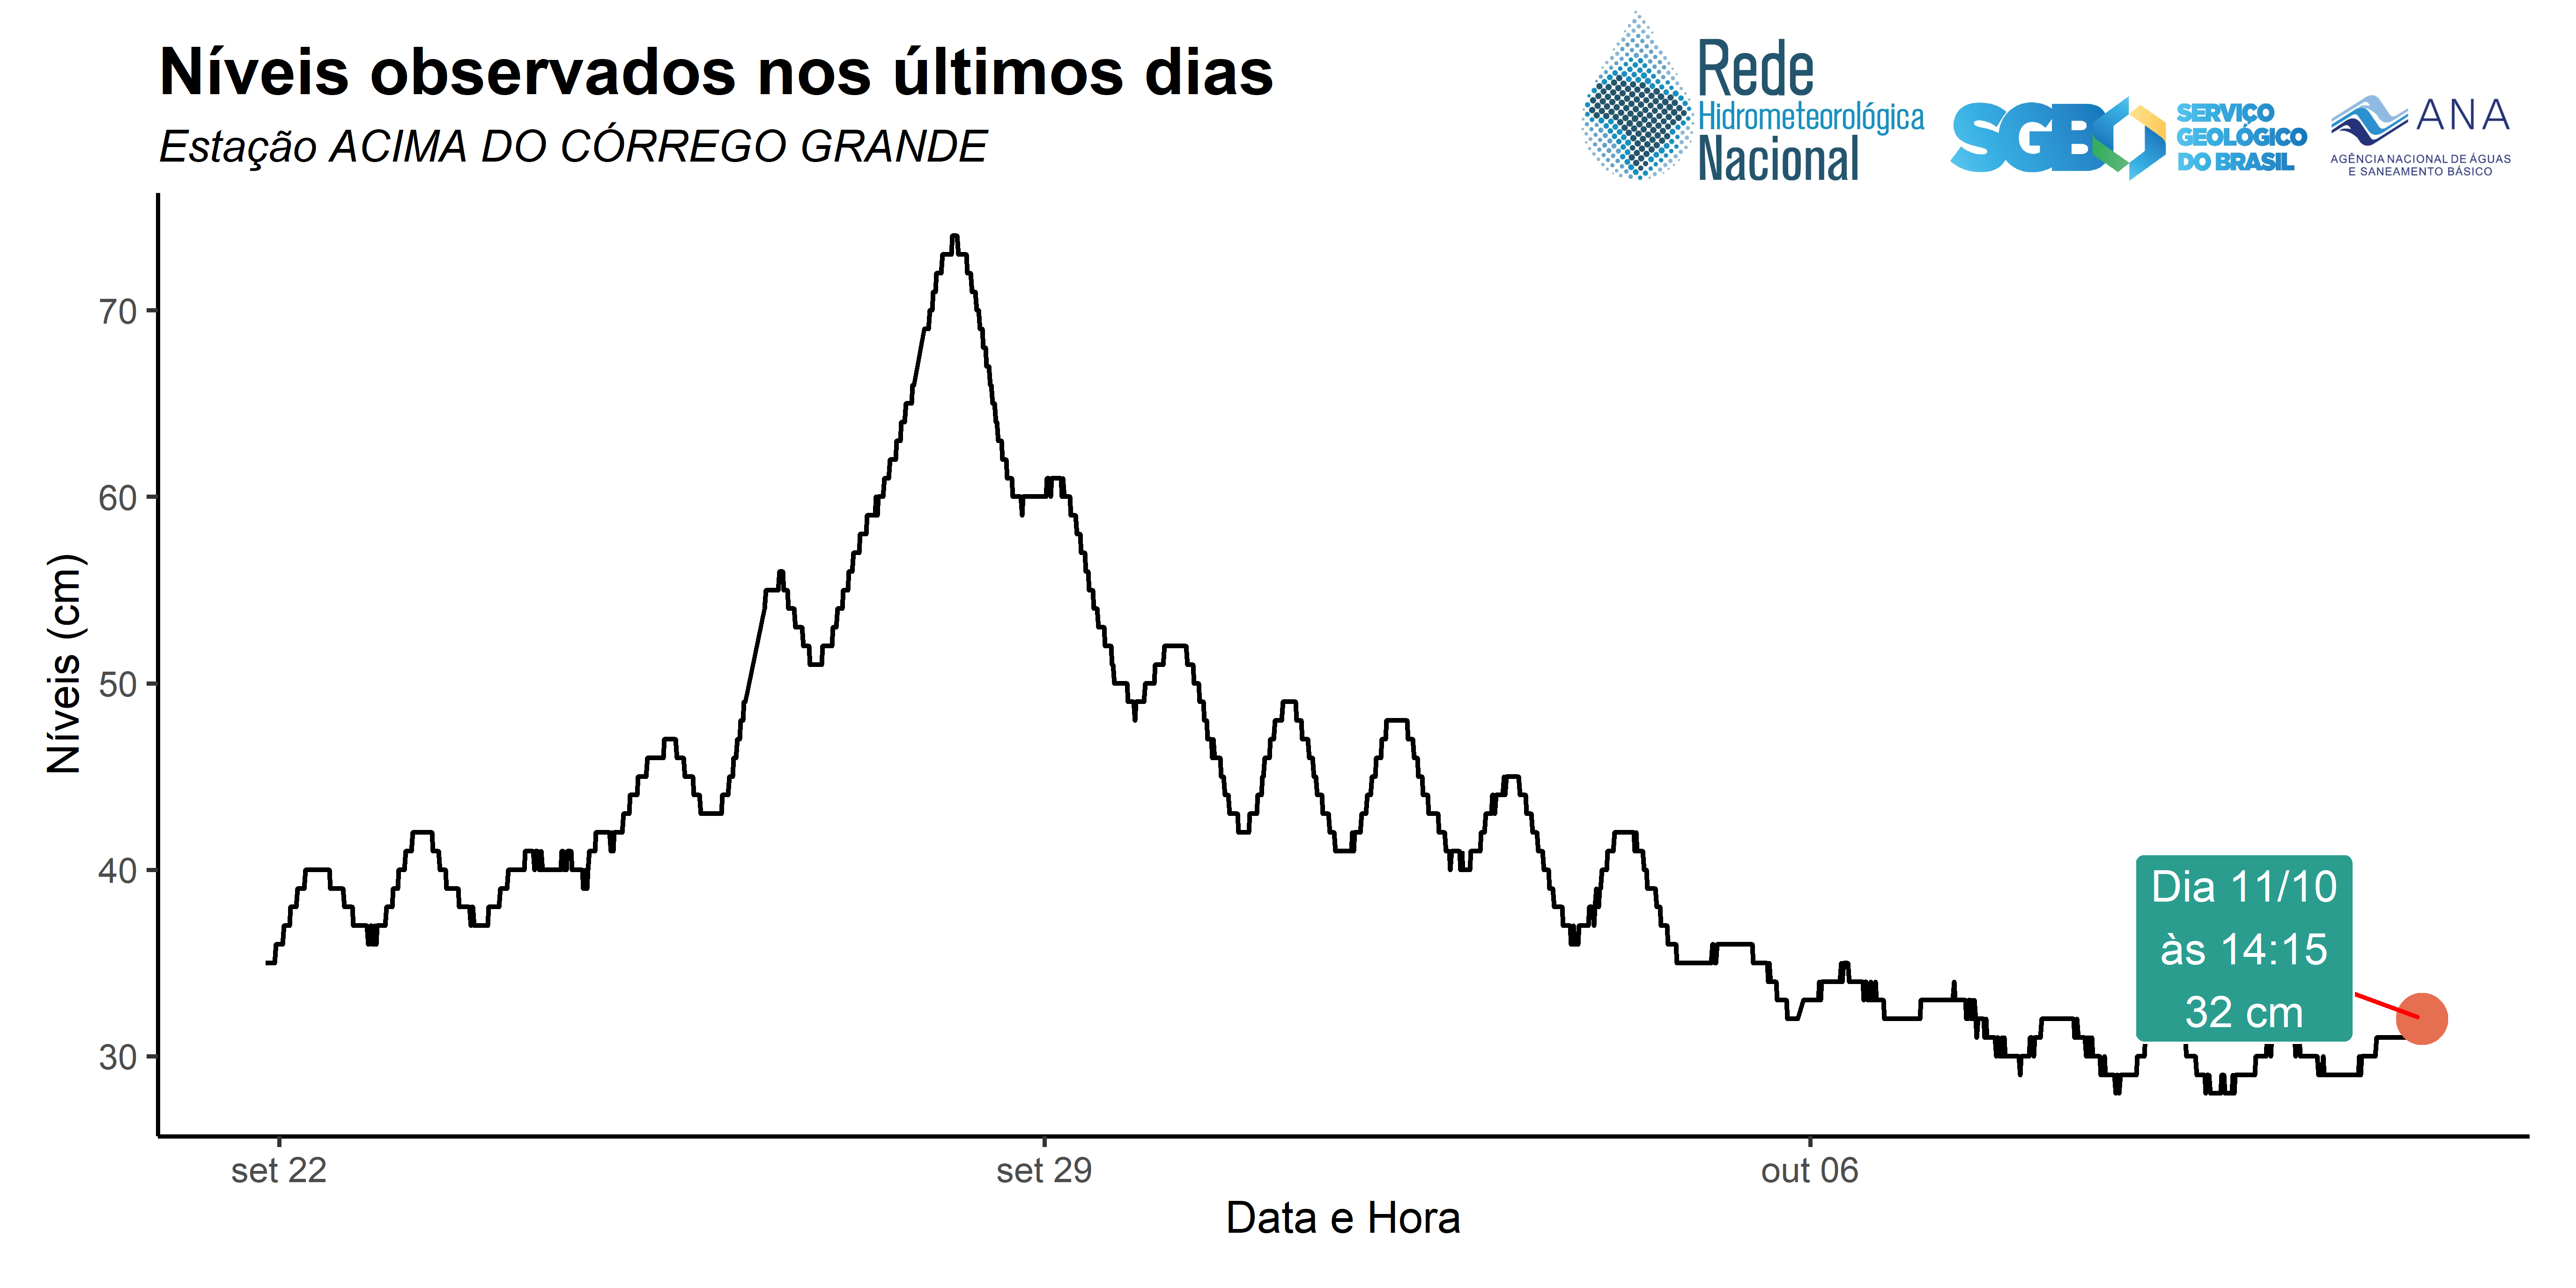 Níveis observados nos últimos dias
Estação ACIMA DO CÓRREGO GRANDE
Rede
Hidrometeorológica
Nacional
SGB
SERVIÇO
GEOLÓGICO
DO BRASIL
ANA
AGÊNCIA NACIONAL DE ÁGUAS
E SANEAMENTO BÁSICO
Níveis (cm)
70
60
50
40
30
Dia 11/10
às 14:15
32 cm
set 22
set 29
out 06
Data e Hora